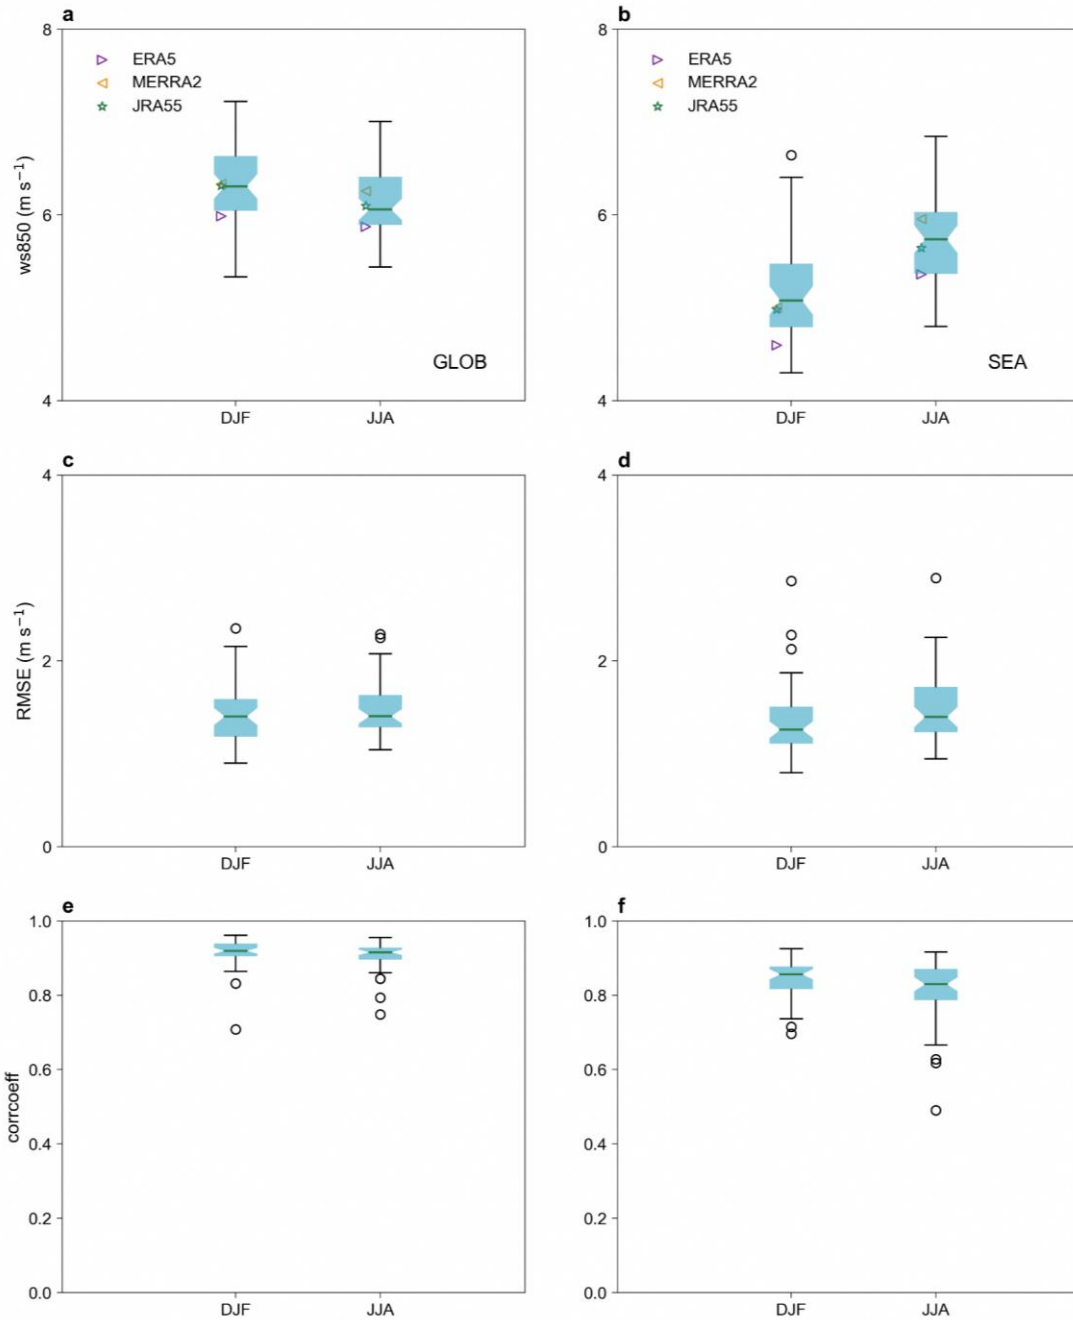 a
8
ERA5
MERRA2
JRA55
6
ws850 (m s⁻¹)
GLOB
4
DJF JJA
b
8
ERA5
MERRA2
JRA55
6
SEA
4
DJF JJA
c
4
RMSE (m s⁻¹)
2
0
DJF JJA
d
4
2
0
DJF JJA
e
1.0
0.8
0.6
corrcoeff
0.4
0.2
0.0
DJF JJA
f
1.0
0.8
0.6
0.4
0.2
0.0
DJF JJA